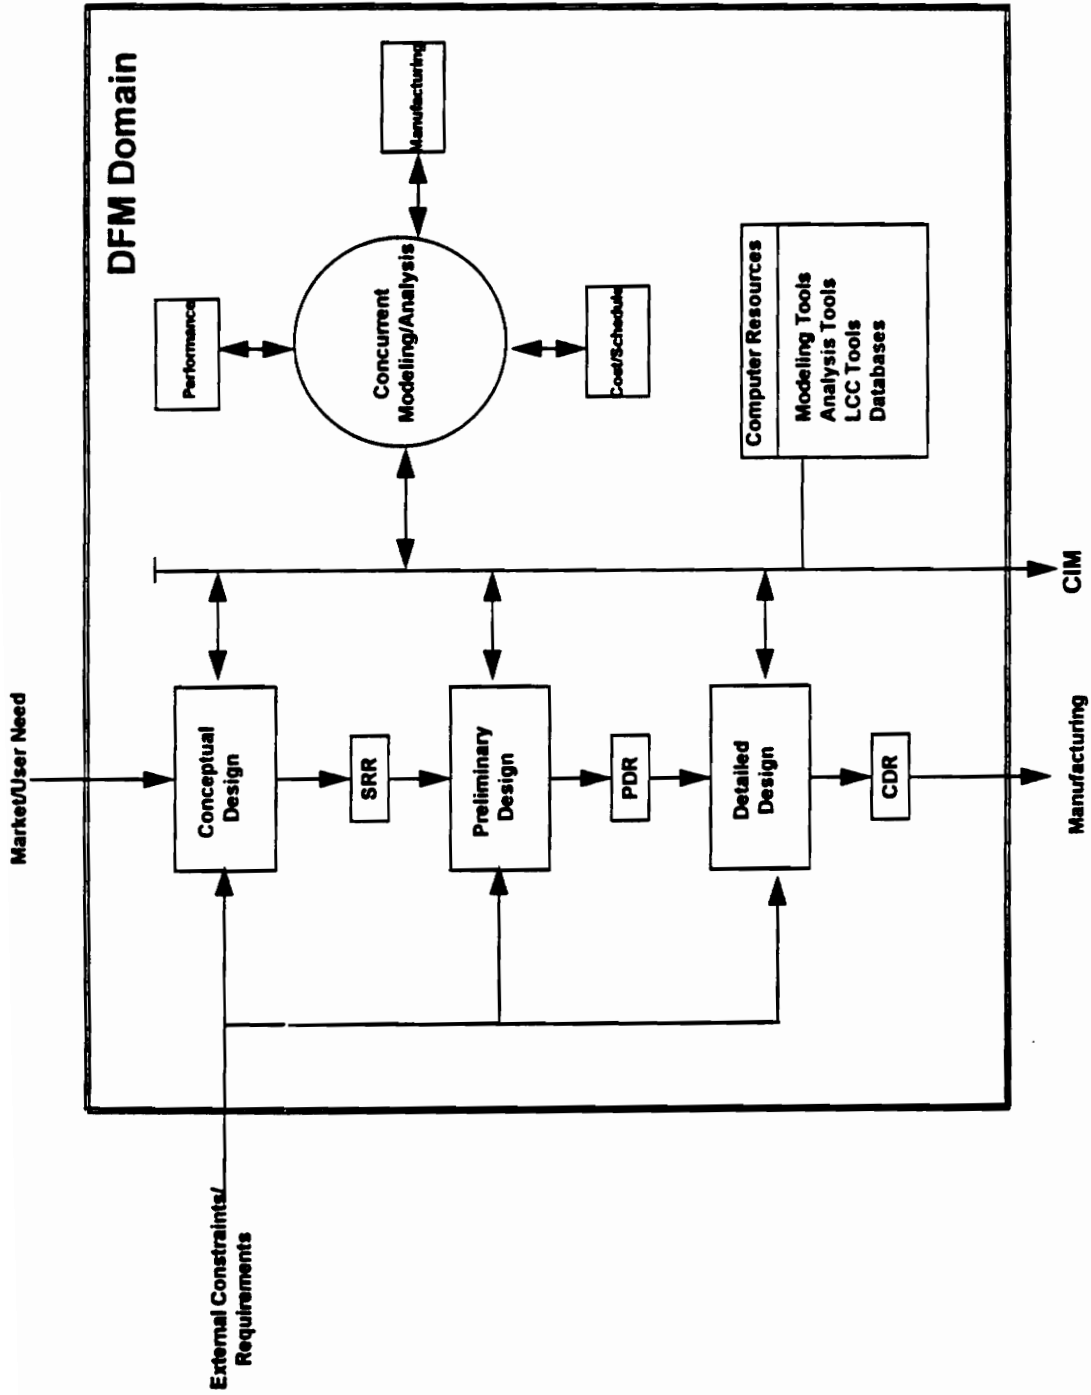 DFM Domain
Manufacturing
Performance
Concurrent
Modeling/Analysis
Cost/Schedule
Computer Resources
Modeling Tools
Analysis Tools
LCC Tools
Databases
Market/User Need
Conceptual
Design
SRR
Preliminary
Design
PDR
Detailed
Design
CDR
Manufacturing
CIM
External Constraints/
Requirements